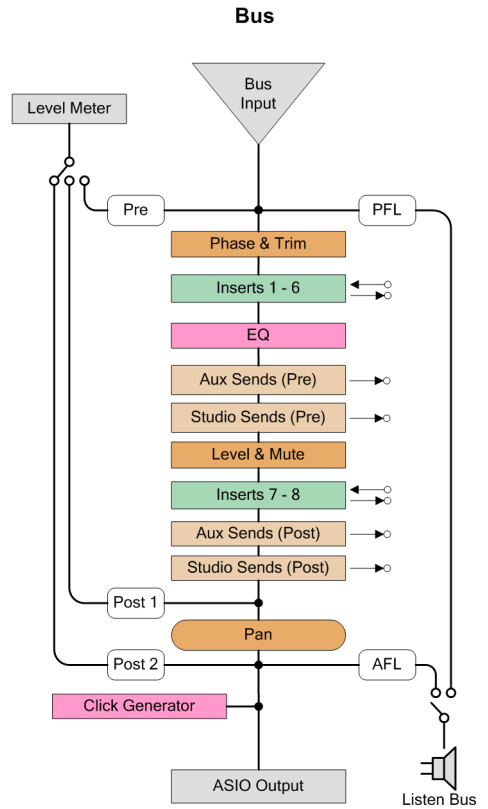 Bus
Bus
Input
Level Meter
Pre
PFL
Phase & Trim
Inserts 1 - 6
EQ
Aux Sends (Pre)
Studio Sends (Pre)
Level & Mute
Inserts 7 - 8
Aux Sends (Post)
Studio Sends (Post)
Post 1
Pan
Post 2
AFL
Click Generator
ASIO Output
Listen Bus